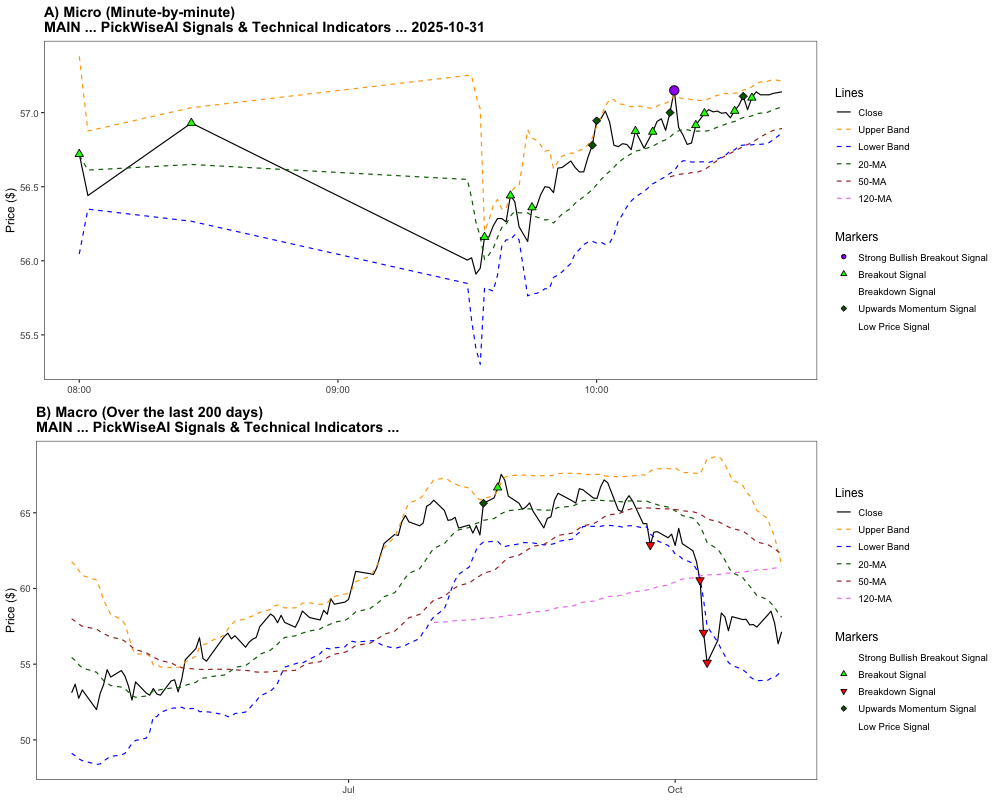 A) Micro (Minute-by-minute)
MAIN ... PickWiseAI Signals & Technical Indicators ... 2025-10-31
Price ($)
57.0
56.5
56.0
55.5
08:00
09:00
10:00
Lines
Close
Upper Band
Lower Band
20-MA
50-MA
120-MA
Markers
Strong Bullish Breakout Signal
Breakout Signal
Breakdown Signal
Upwards Momentum Signal
Low Price Signal
B) Macro (Over the last 200 days)
MAIN ... PickWiseAI Signals & Technical Indicators ...
Price ($)
65
60
55
50
Jul
Oct
Lines
Close
Upper Band
Lower Band
20-MA
50-MA
120-MA
Markers
Strong Bullish Breakout Signal
Breakout Signal
Breakdown Signal
Upwards Momentum Signal
Low Price Signal